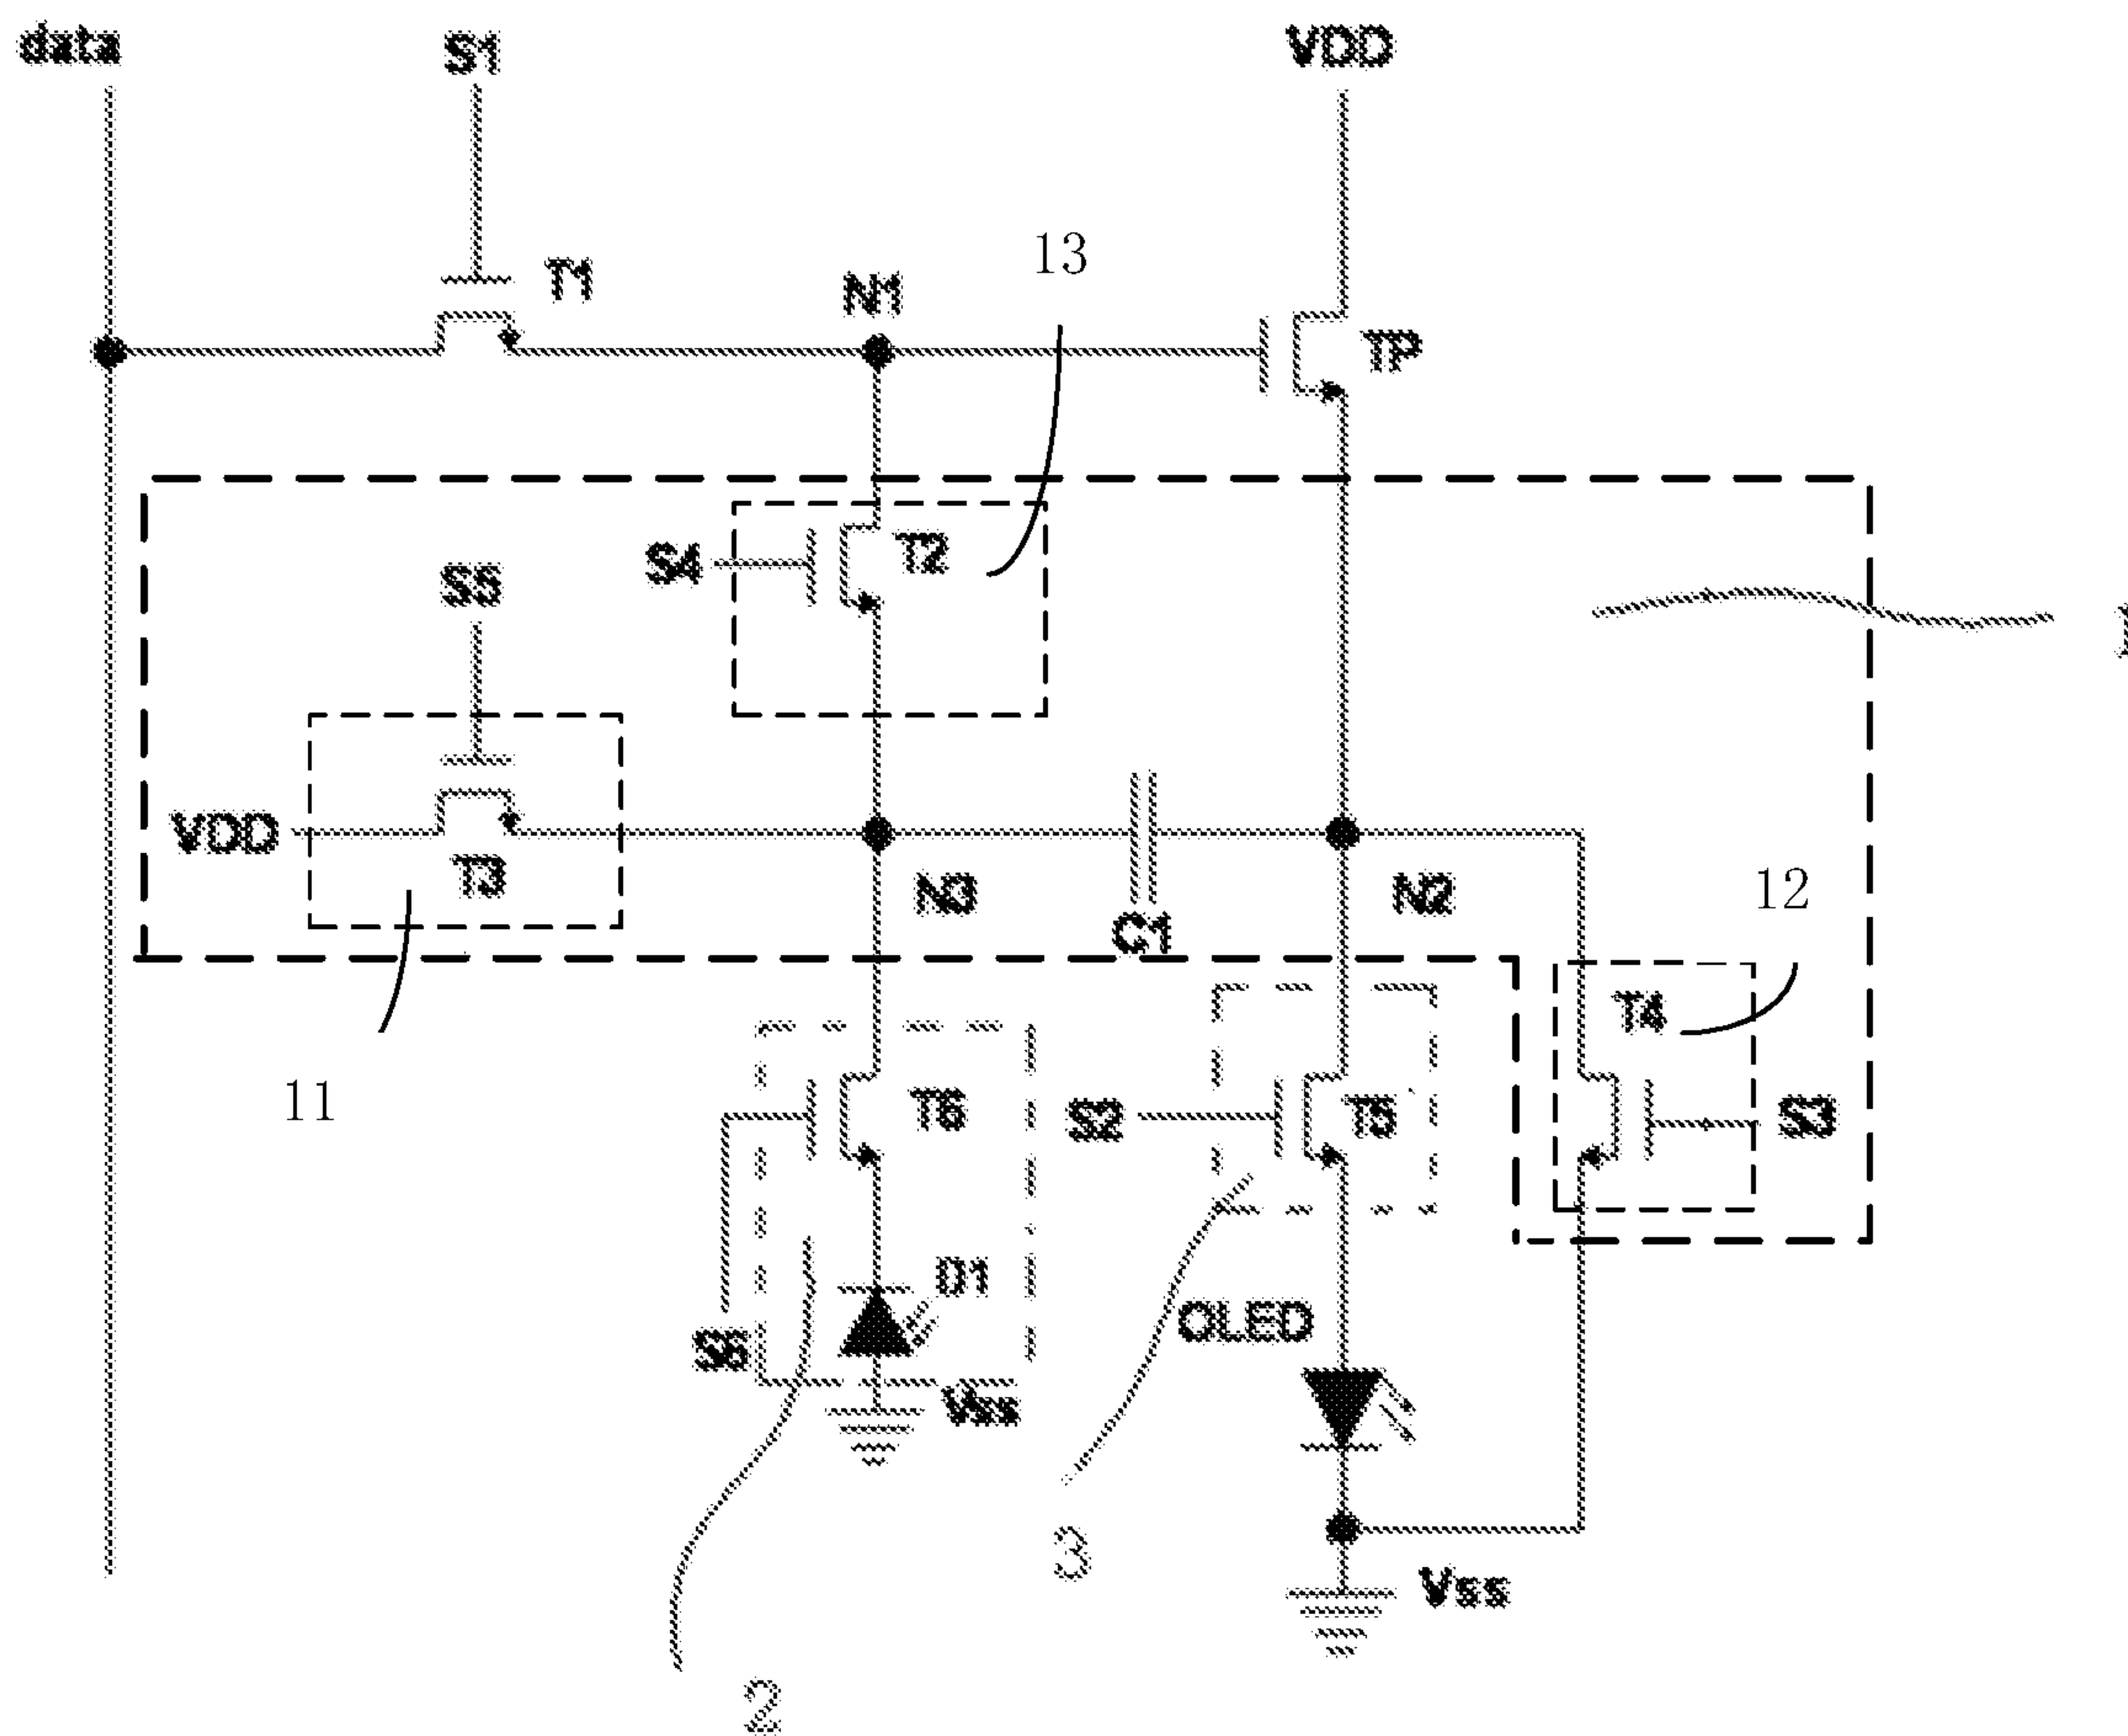 data
S1
VDD
13
T1
N1
TP
S4
T2
S5
1
VDD
T3
N3
N2
12
C1
T4
11
T6
S2
T5
S3
D1
OLED
S6
Vss
3
Vss
2